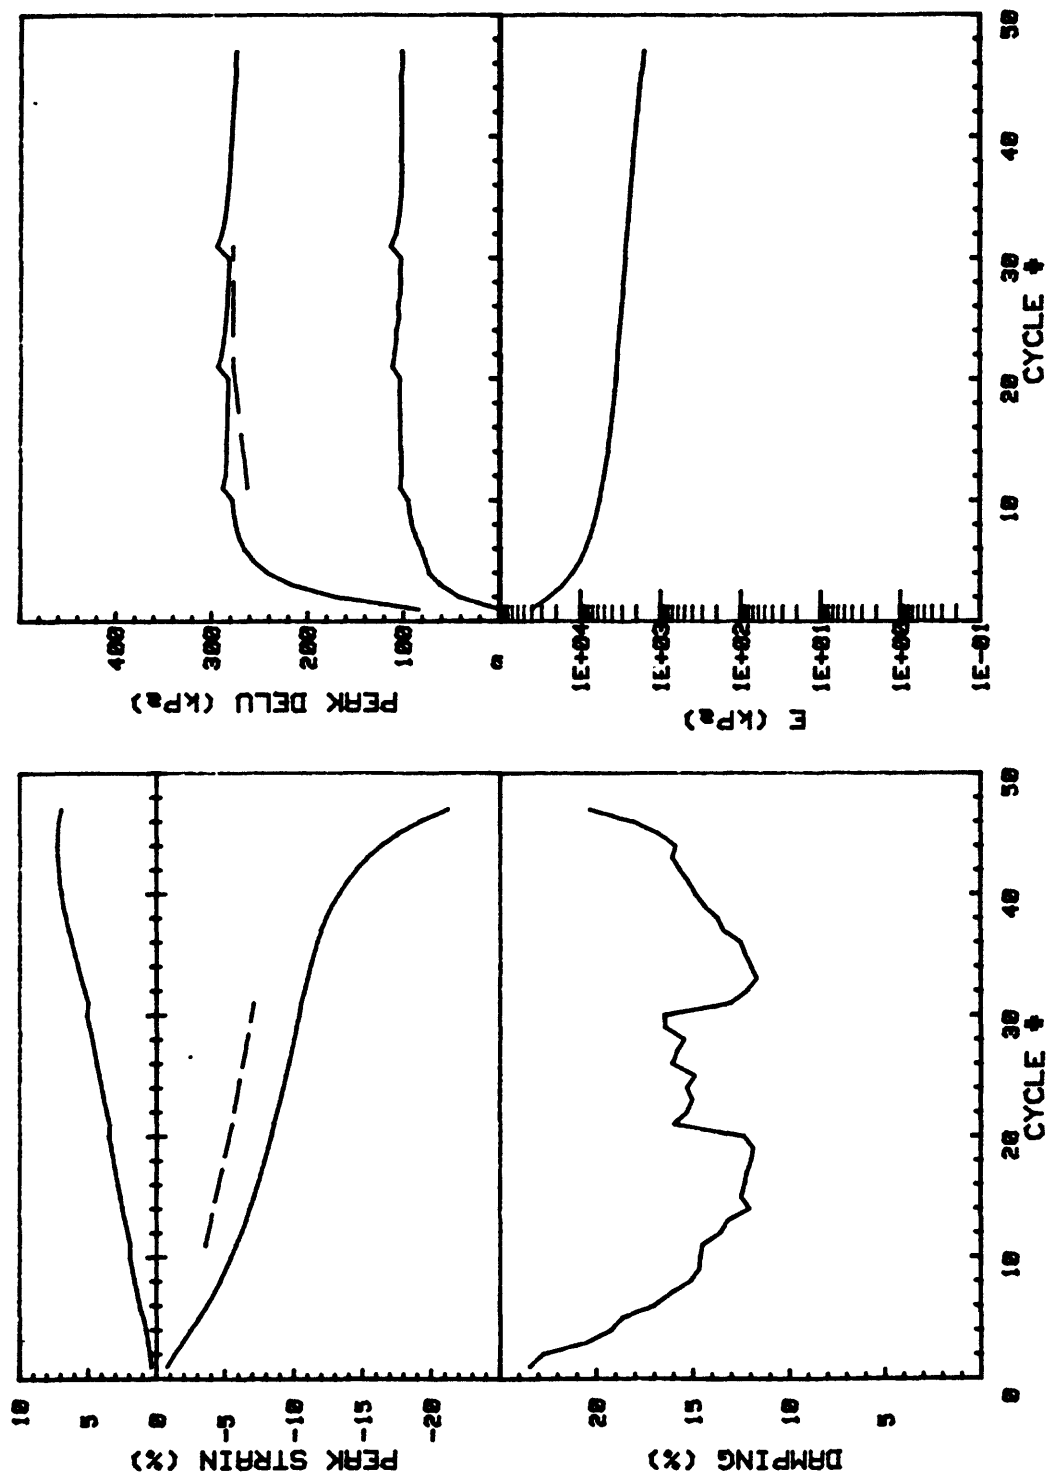 PEAK STRAIN (%)
10
5
0
-5
-10
-20
PEAK DELU (kPa)
400
300
200
100
0
DAMPING (%)
20
15
10
5
0 10 20 30 40 50
CYCLE #
E (kPa)
1E+04
1E+03
1E+02
1E+01
1E+00
1E-01
10 20 30 40 50
CYCLE #